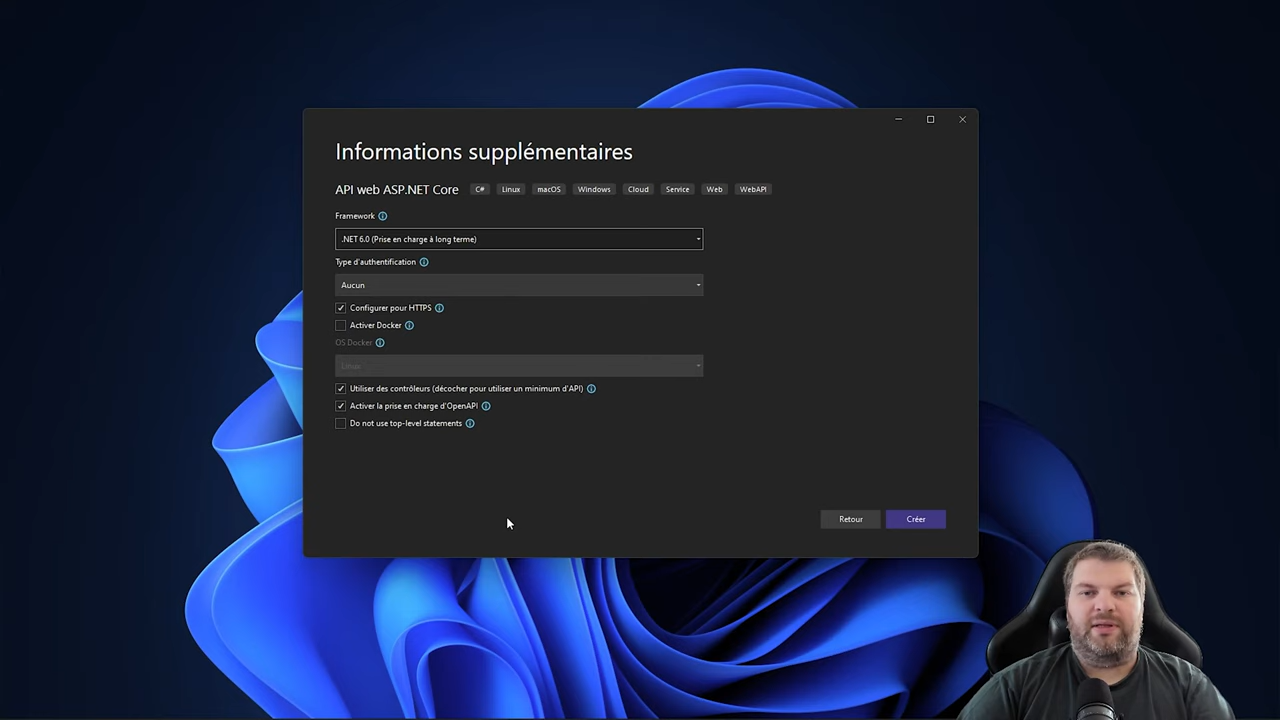 Informations supplémentaires
API web ASP.NET Core C# Linux macOS Windows Cloud Service Web WebAPI
Framework
.NET 6.0 (Prise en charge à long terme)
Type d'authentification
Aucun
Configurer pour HTTPS
Activer Docker
OS Docker
Linux
Utiliser des contrôleurs (décocher pour utiliser un minimum d'API)
Activer la prise en charge d'OpenAPI
Do not use top-level statements
Retour Créer